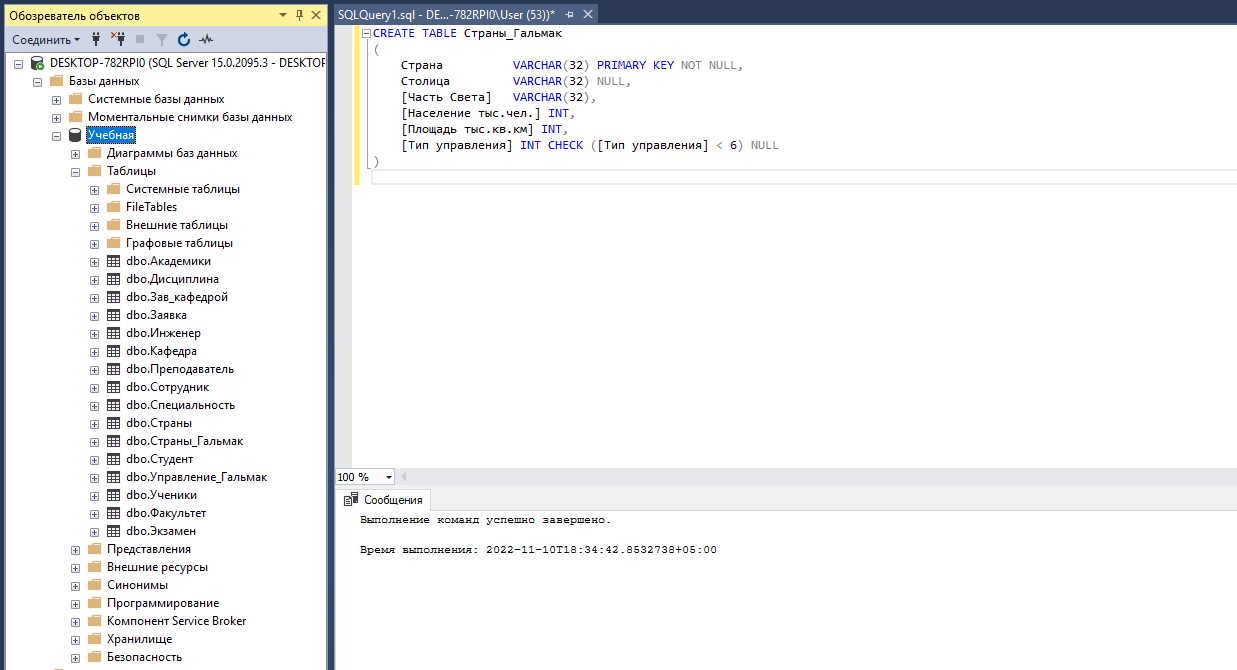 Обозреватель объектов
Соединить
DESKTOP-782RPI0 (SQL Server 15.0.2095.3 - DESKTOP
Базы данных
Системные базы данных
Моментальные снимки базы данных
Учебная
Диаграммы баз данных
Таблицы
Системные таблицы
FileTables
Внешние таблицы
Графовые таблицы
dbo.Академики
dbo.Дисциплина
dbo.Зав_кафедрой
dbo.Заявка
dbo.Инженер
dbo.Кафедра
dbo.Преподаватель
dbo.Сотрудник
dbo.Специальность
dbo.Страны
dbo.Страны_Гальмак
dbo.Студент
dbo.Управление_Гальмак
dbo.Ученики
dbo.Факультет
dbo.Экзамен
Представления
Внешние ресурсы
Синонимы
Программирование
Компонент Service Broker
Хранилище
Безопасность
SQLQuery1.sql - DE...-782RPI0\User (53))*
CREATE TABLE Страны_Гальмак
(
Страна VARCHAR(32) PRIMARY KEY NOT NULL,
Столица VARCHAR(32) NULL,
[Часть Света] VARCHAR(32),
[Население тыс.чел.] INT,
[Площадь тыс.кв.км] INT,
[Тип управления] INT CHECK ([Тип управления] < 6) NULL
)
100 %
Сообщения
Выполнение команд успешно завершено.
Время выполнения: 2022-11-10T18:34:42.8532738+05:00